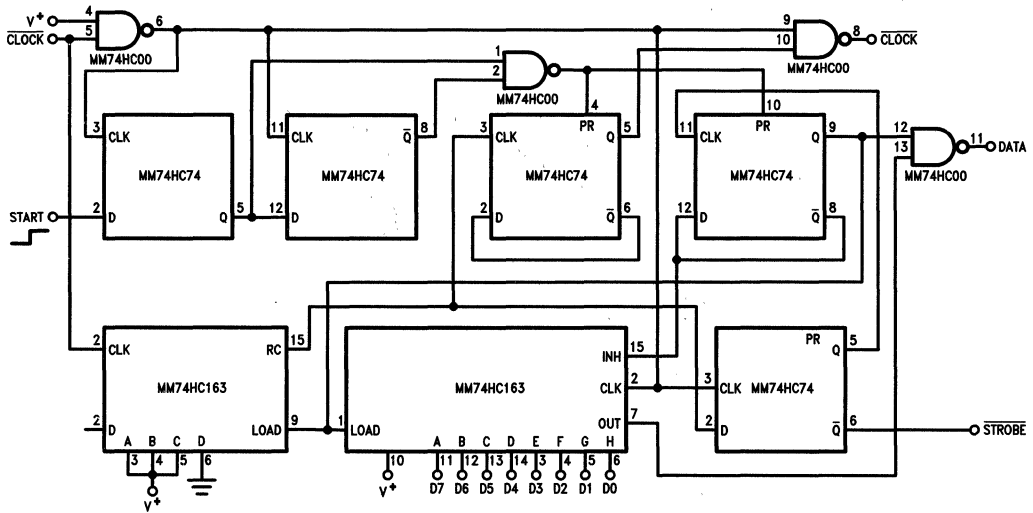 V+ 4 6 9 8 CLOCK
CLOCK 5 10
MM74HC00 MM74HC00
1
2
MM74HC00
4 10
3 CLK 11 CLK Q 8 3 CLK PR Q 5 11 CLK PR Q 9 12 11 DATA
13
MM74HC00
MM74HC74 MM74HC74 MM74HC74 MM74HC74
START 2 D Q 5 12 D 2 D Q 6 12 D Q 8
2 CLK RC 15 INH 15 PR Q 5
MM74HC163 MM74HC163 CLK 2 3 CLK MM74HC74
2 D LOAD 9 1 LOAD OUT 7 2 D Q 6 STROBE
A B C D A B C D E F G H
3 4 5 6 10 11 12 13 14 3 4 5 6
V+ V+ D7 D6 D5 D4 D3 D2 D1 D0